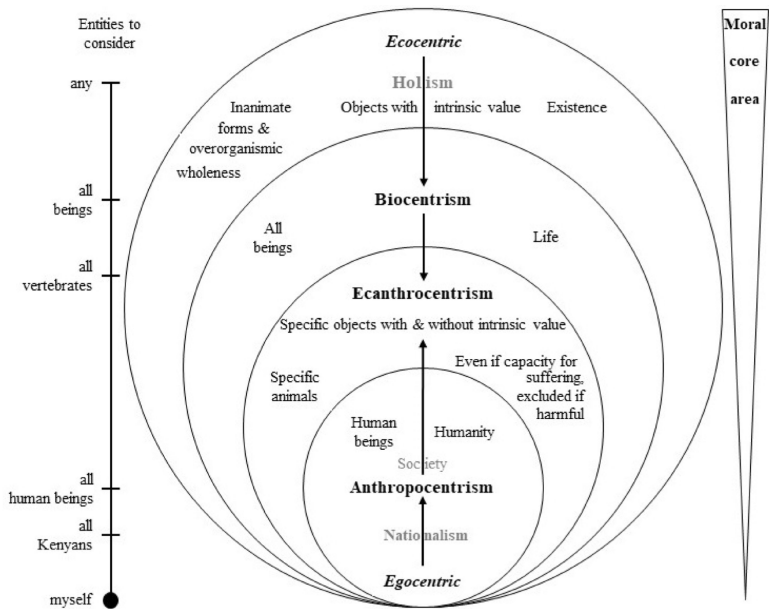 Entities to
consider
any
all
beings
all
vertebrates
all
human beings
all
Kenyans
myself
Ecocentric
Holism
Inanimate
forms &
overorganismic
wholeness
Objects with intrinsic value
Existence
Biocentrism
All
beings
Life
Ecanthrocentrism
Specific objects with & without intrinsic value
Specific
animals
Even if capacity for
suffering,
excluded if
harmful
Human
beings
Humanity
Society
Anthropocentrism
Nationalism
Egocentric
Moral
core
area